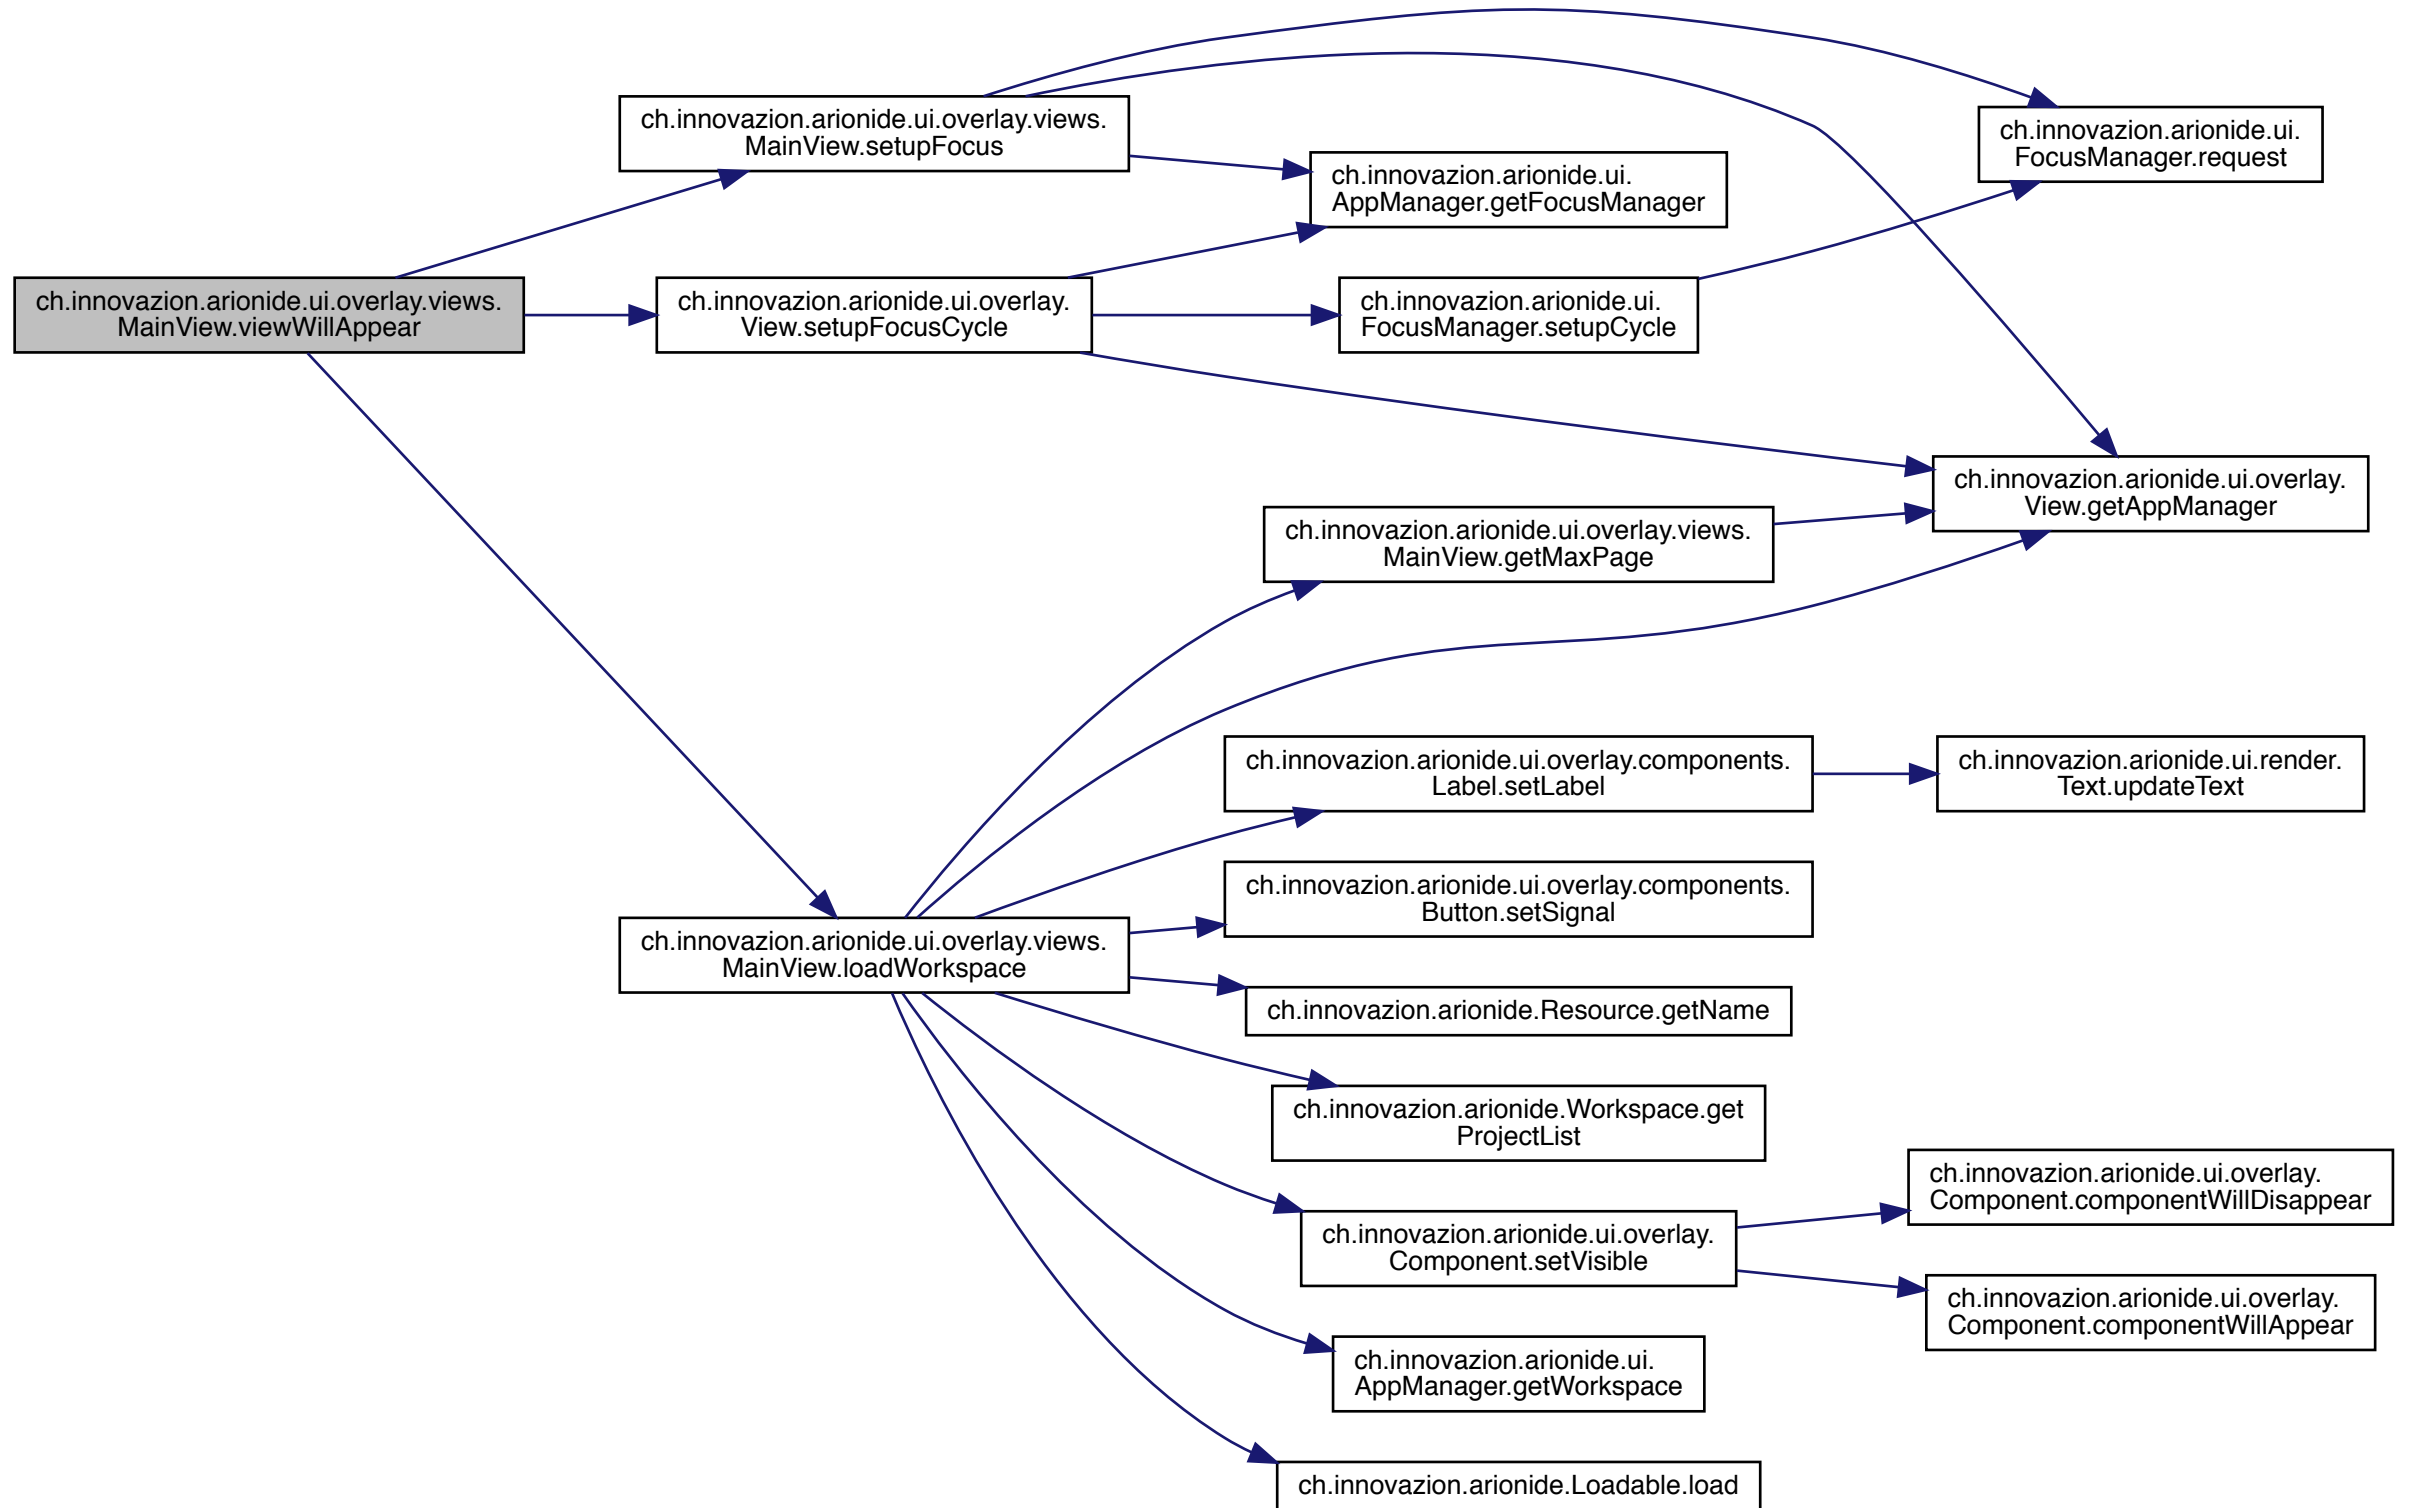 ch.innovazion.arionide.ui.overlay.views.
MainView.viewWillAppear
ch.innovazion.arionide.ui.overlay.views.
MainView.setupFocus
ch.innovazion.arionide.ui.overlay.
View.setupFocusCycle
ch.innovazion.arionide.ui.overlay.views.
MainView.loadWorkspace
ch.innovazion.arionide.ui.
AppManager.getFocusManager
ch.innovazion.arionide.ui.
FocusManager.setupCycle
ch.innovazion.arionide.ui.overlay.views.
MainView.getMaxPage
ch.innovazion.arionide.ui.overlay.components.
Label.setLabel
ch.innovazion.arionide.ui.overlay.components.
Button.setSignal
ch.innovazion.arionide.Resource.getName
ch.innovazion.arionide.Workspace.get
ProjectList
ch.innovazion.arionide.ui.overlay.
Component.setVisible
ch.innovazion.arionide.ui.
AppManager.getWorkspace
ch.innovazion.arionide.Loadable.load
ch.innovazion.arionide.ui.
FocusManager.request
ch.innovazion.arionide.ui.overlay.
View.getAppManager
ch.innovazion.arionide.ui.render.
Text.updateText
ch.innovazion.arionide.ui.overlay.
Component.componentWillDisappear
ch.innovazion.arionide.ui.overlay.
Component.componentWillAppear